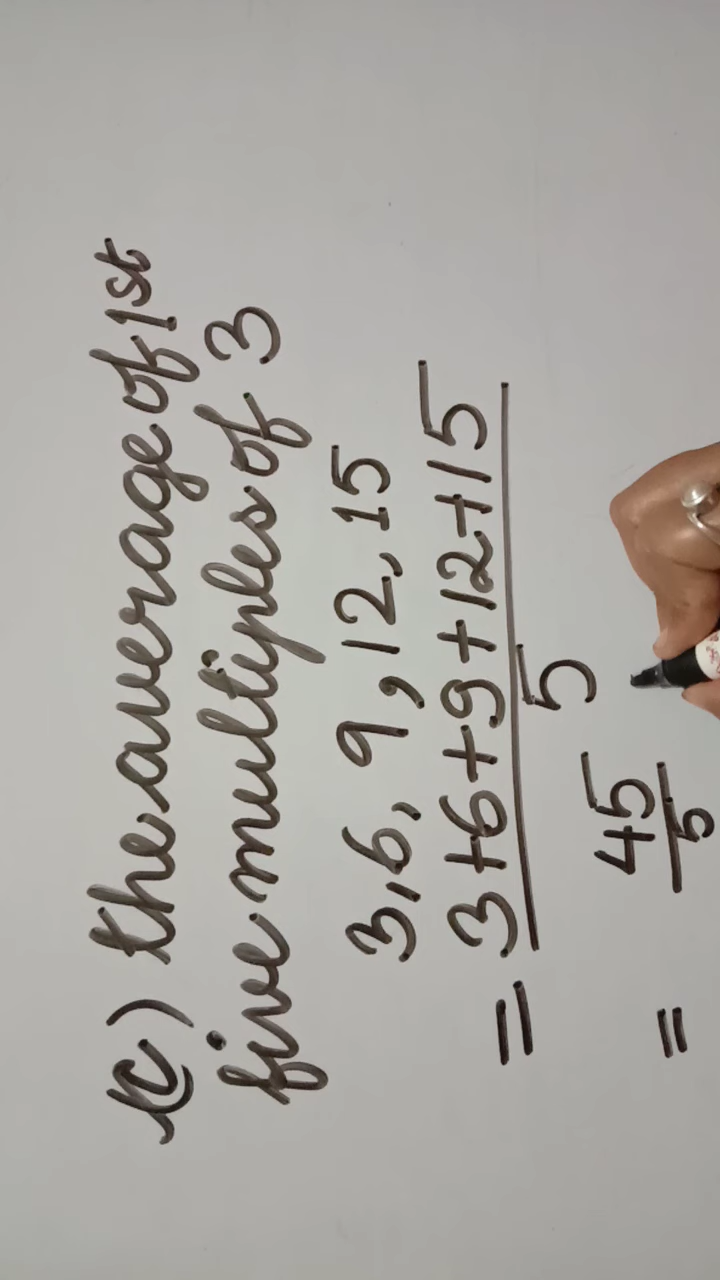 (c) the average of 1st
five multiples of 3
3, 6, 9, 12, 15
= 3+6+9+12+15
5
= 45
5